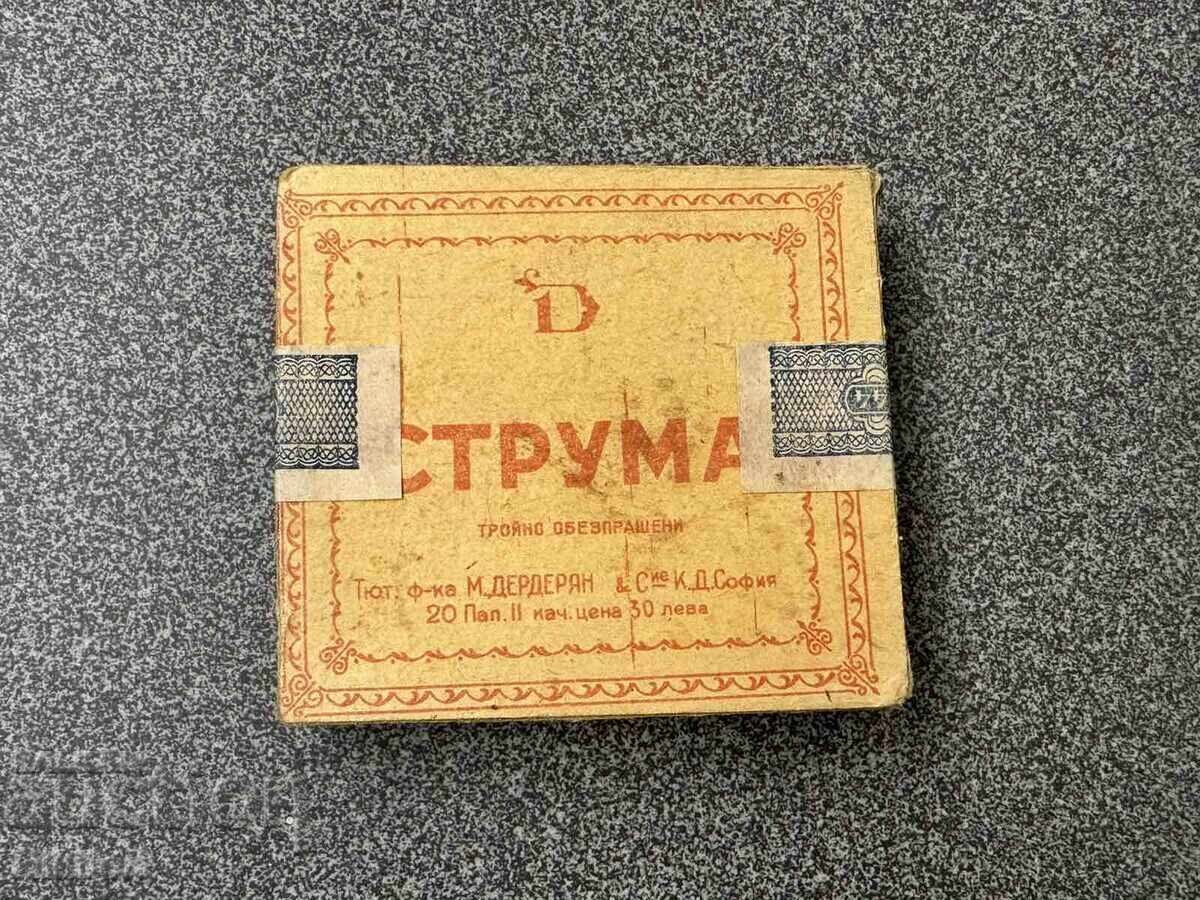 D
СТРУМА
ТРОЙНО ОБЕЗПРАШЕНИ
Тют. ф-ка М. ДЕРДЕРЯН & Сие К.Д. София
20 Пап. II кач. цена 30 лева